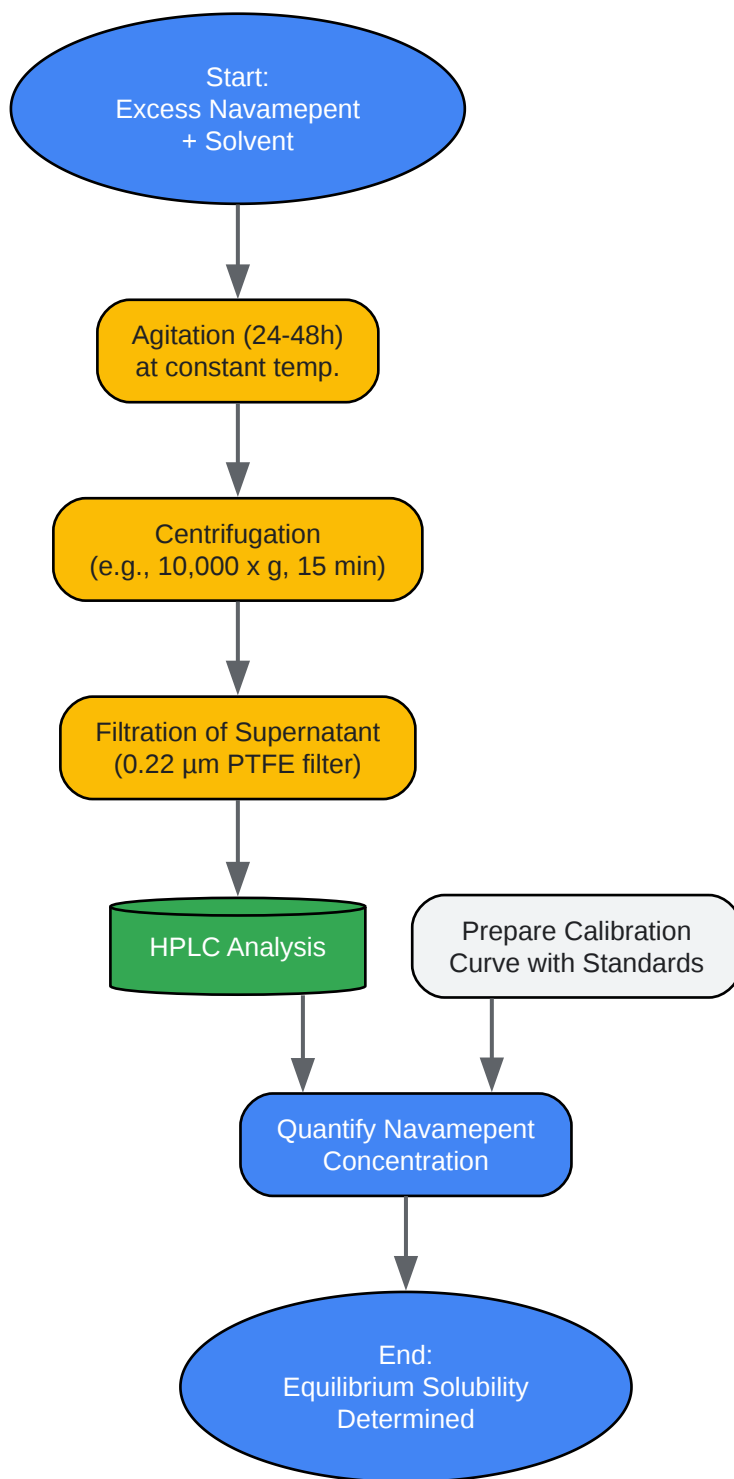 Start:
Excess Navamepent
+ Solvent
Agitation (24-48h)
at constant temp.
Centrifugation
(e.g., 10,000 x g, 15 min)
Filtration of Supernatant
(0.22 µm PTFE filter)
HPLC Analysis
Prepare Calibration
Curve with Standards
Quantify Navamepent
Concentration
End:
Equilibrium Solubility
Determined